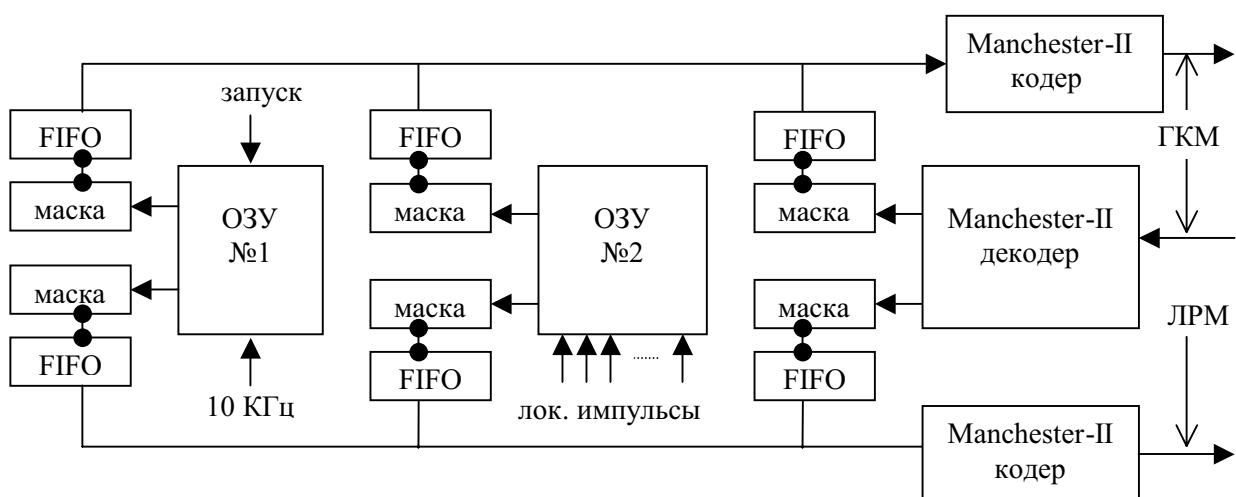 Manchester-II
кодер
запуск
FIFO
FIFO
FIFO
ГКМ
маска
ОЗУ
№1
маска
ОЗУ
№2
маска
Manchester-II
декодер
маска
маска
маска
ЛРМ
FIFO
FIFO
FIFO
.......
10 КГц
лок. импульсы
Manchester-II
кодер